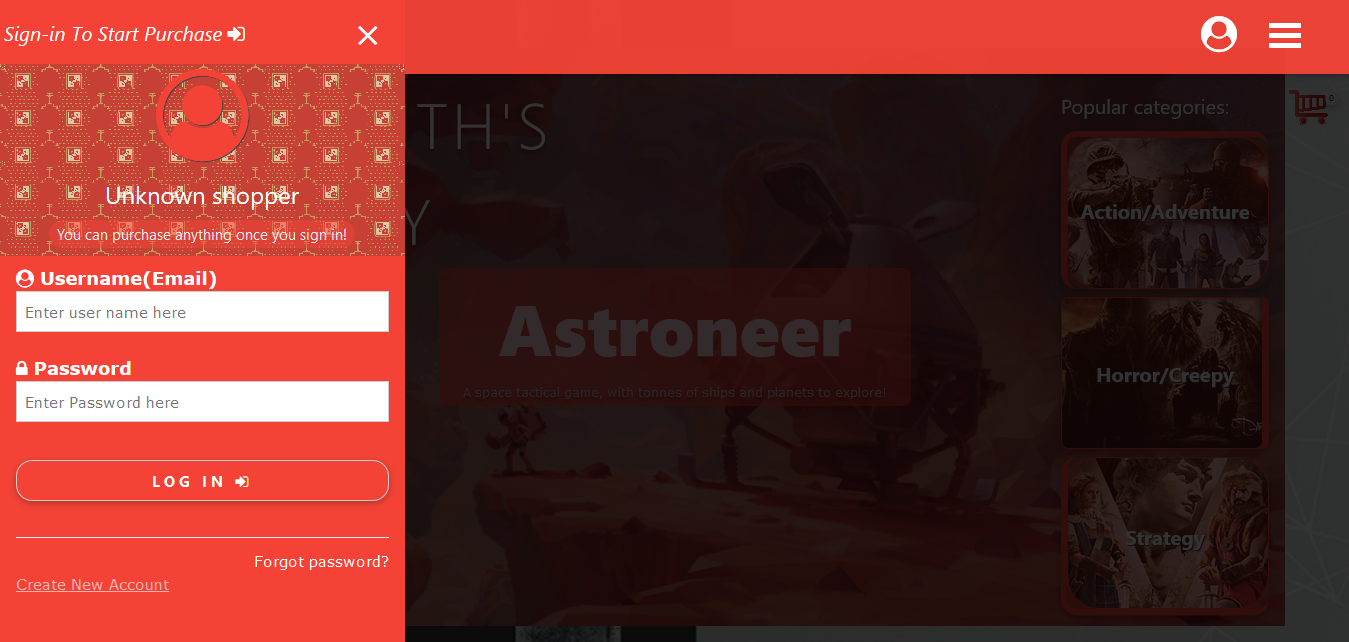 Sign-in To Start Purchase
Unknown shopper
You can purchase anything once you sign in!
Username(Email)
Enter user name here
Password
Enter Password here
LOG IN
Forgot password?
Create New Account
TH'S
Y
Astroneer
A space tactical game, with tonnes of ships and planets to explore!
Popular categories:
Action/Adventure
Horror/Creepy
Strategy
0